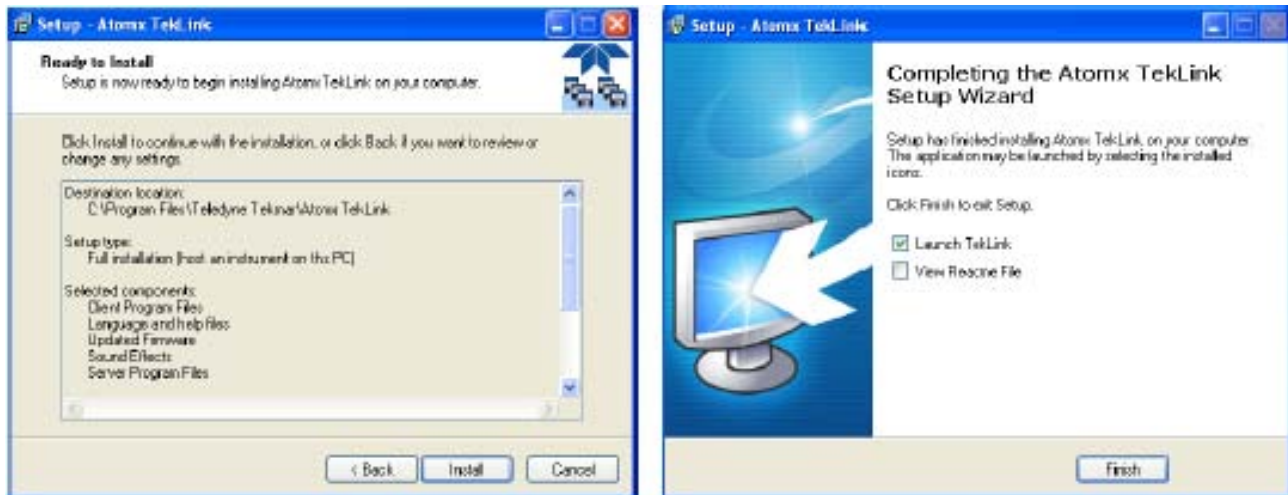 Setup - Atomx TekLink
Ready to Install
Setup is now ready to begin installing Atomx TekLink on your computer.
Click Install to continue with the installation, or click Back if you want to review or
change any settings.
Destination location:
C:\Program Files\Teledyne Tekmar\Atomx TekLink
Setup type:
Full installation (host an instrument on this PC)
Selected components:
Client Program Files
Language and help files
Updated Firmware
Sound Effects
Server Program Files
< Back
Install
Cancel
Setup - Atomx TekLink
Completing the Atomx TekLink
Setup Wizard
Setup has finished installing Atomx TekLink on your computer.
The application may be launched by selecting the installed
icons.
Click Finish to exit Setup.
Launch TekLink
View Readme File
Finish